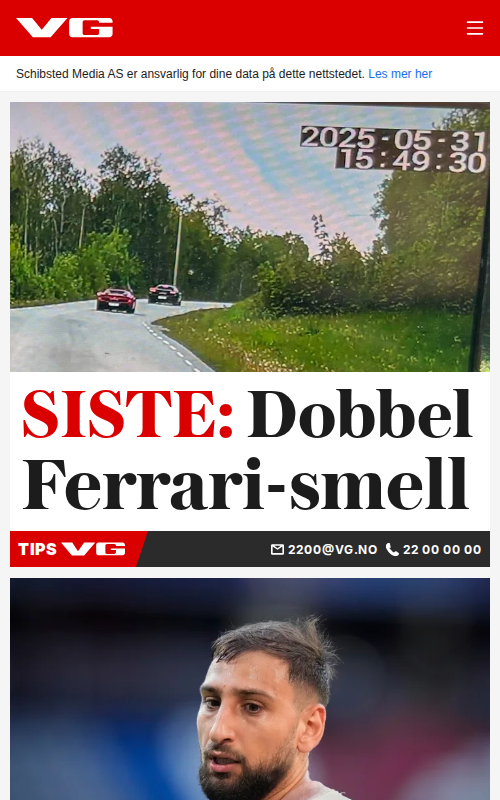 VG
Schibsted Media AS er ansvarlig for dine data på dette nettstedet. Les mer her
2025-05-31
15:49:30
SISTE: Dobbel
Ferrari-smell
TIPS VG 2200@VG.NO 22 00 00 00